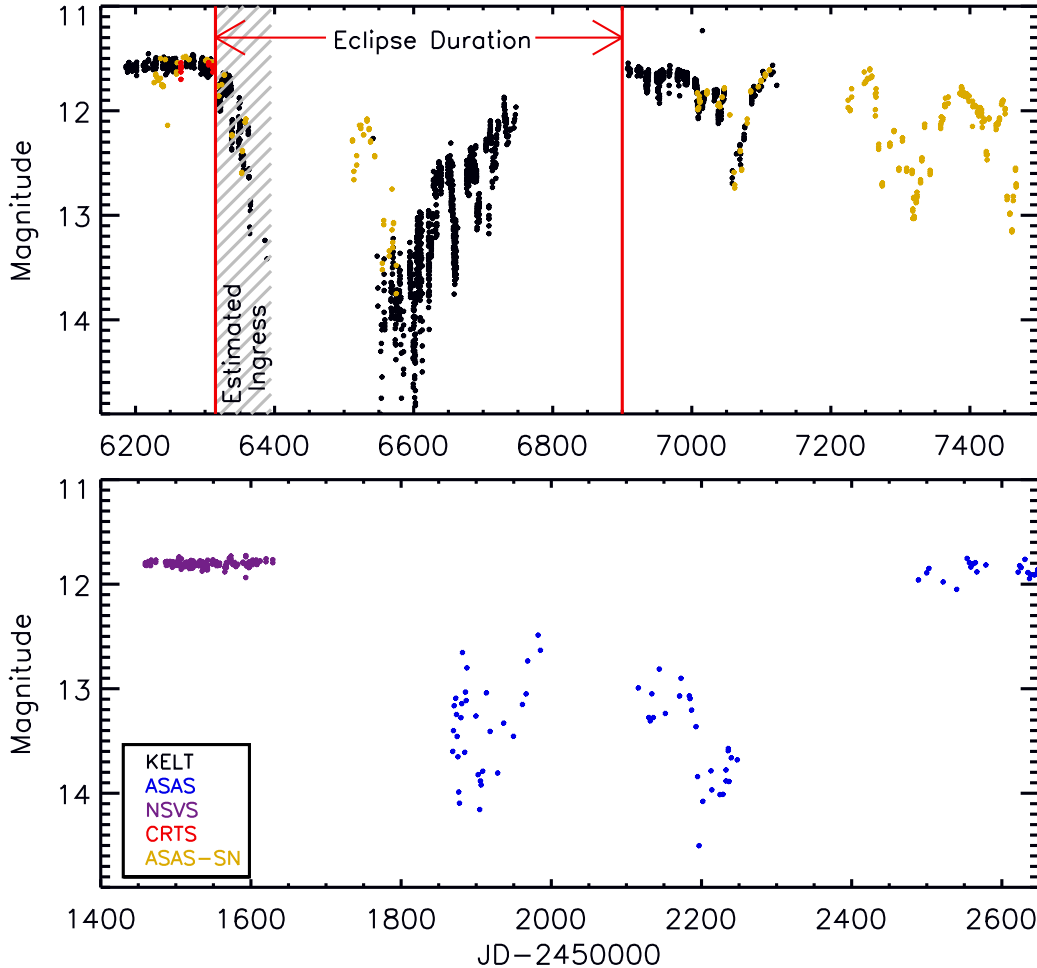 11
12
13
14
Magnitude
Eclipse Duration
Estimated
Ingress
6200 6400 6600 6800 7000 7200 7400
11
12
13
14
Magnitude
KELT
ASAS
NSVS
CRTS
ASAS-SN
1400 1600 1800 2000 2200 2400 2600
JD-2450000